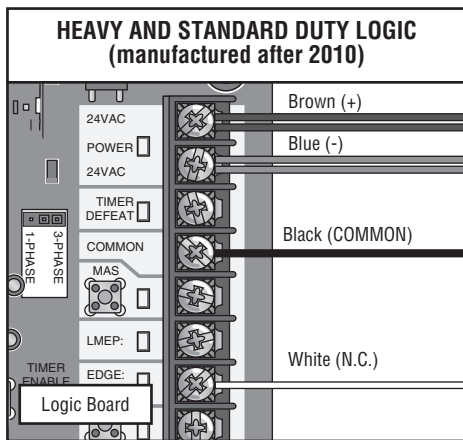 HEAVY AND STANDARD DUTY LOGIC
(manufactured after 2010)
24VAC
POWER
24VAC
TIMER
DEFEAT
COMMON
MAS
LMEP:
EDGE:
1-PHASE
3-PHASE
TIMER
ENABLE
Logic Board
Brown (+)
Blue (-)
Black (COMMON)
White (N.C.)